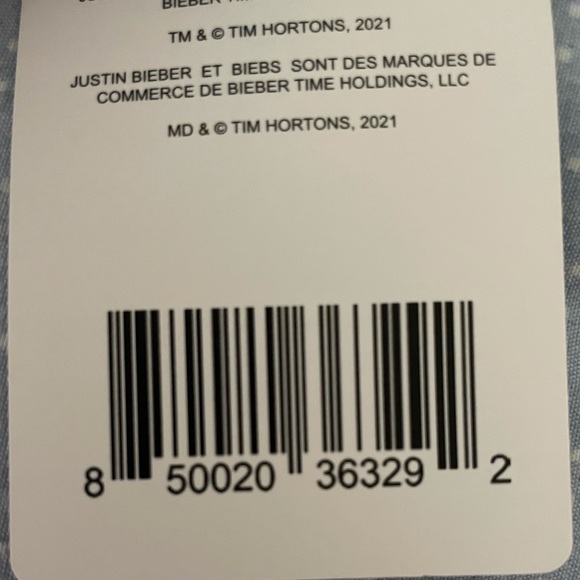 BIEBER
TM & © TIM HORTONS, 2021
JUSTIN BIEBER ET BIEBS SONT DES MARQUES DE
COMMERCE DE BIEBER TIME HOLDINGS, LLC
MD & © TIM HORTONS, 2021
8 50020 36329 2